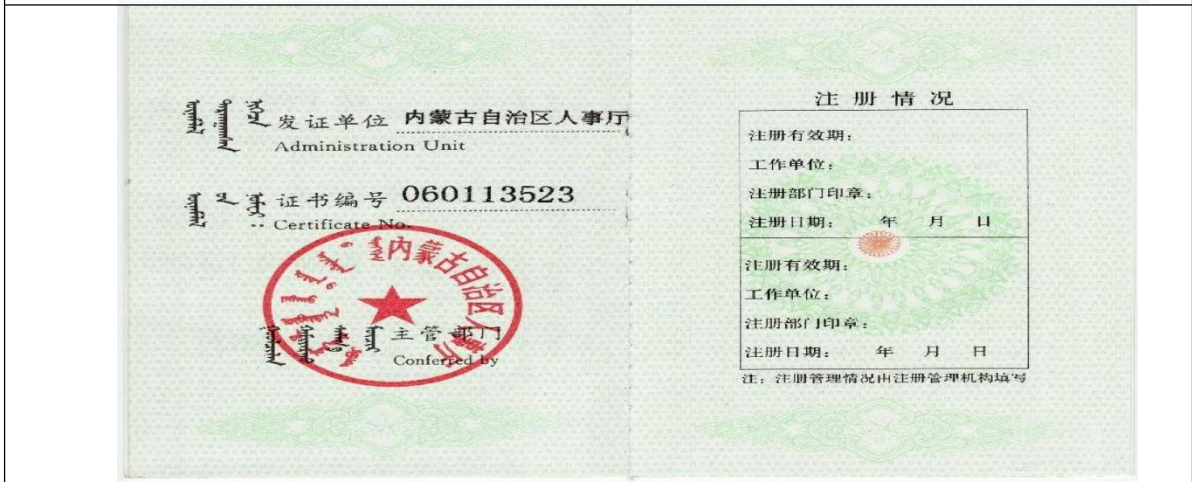 发证单位 内蒙古自治区人事厅
Administration Unit
证书编号 060113523
Certificate No.
内蒙古自治区人事厅
主管部门
Conferred by
注册情况
注册有效期：
工作单位：
注册部门印章：
注册日期： 年 月 日
注册有效期：
工作单位：
注册部门印章：
注册日期： 年 月 日
注：注册管理情况由注册管理机构填写